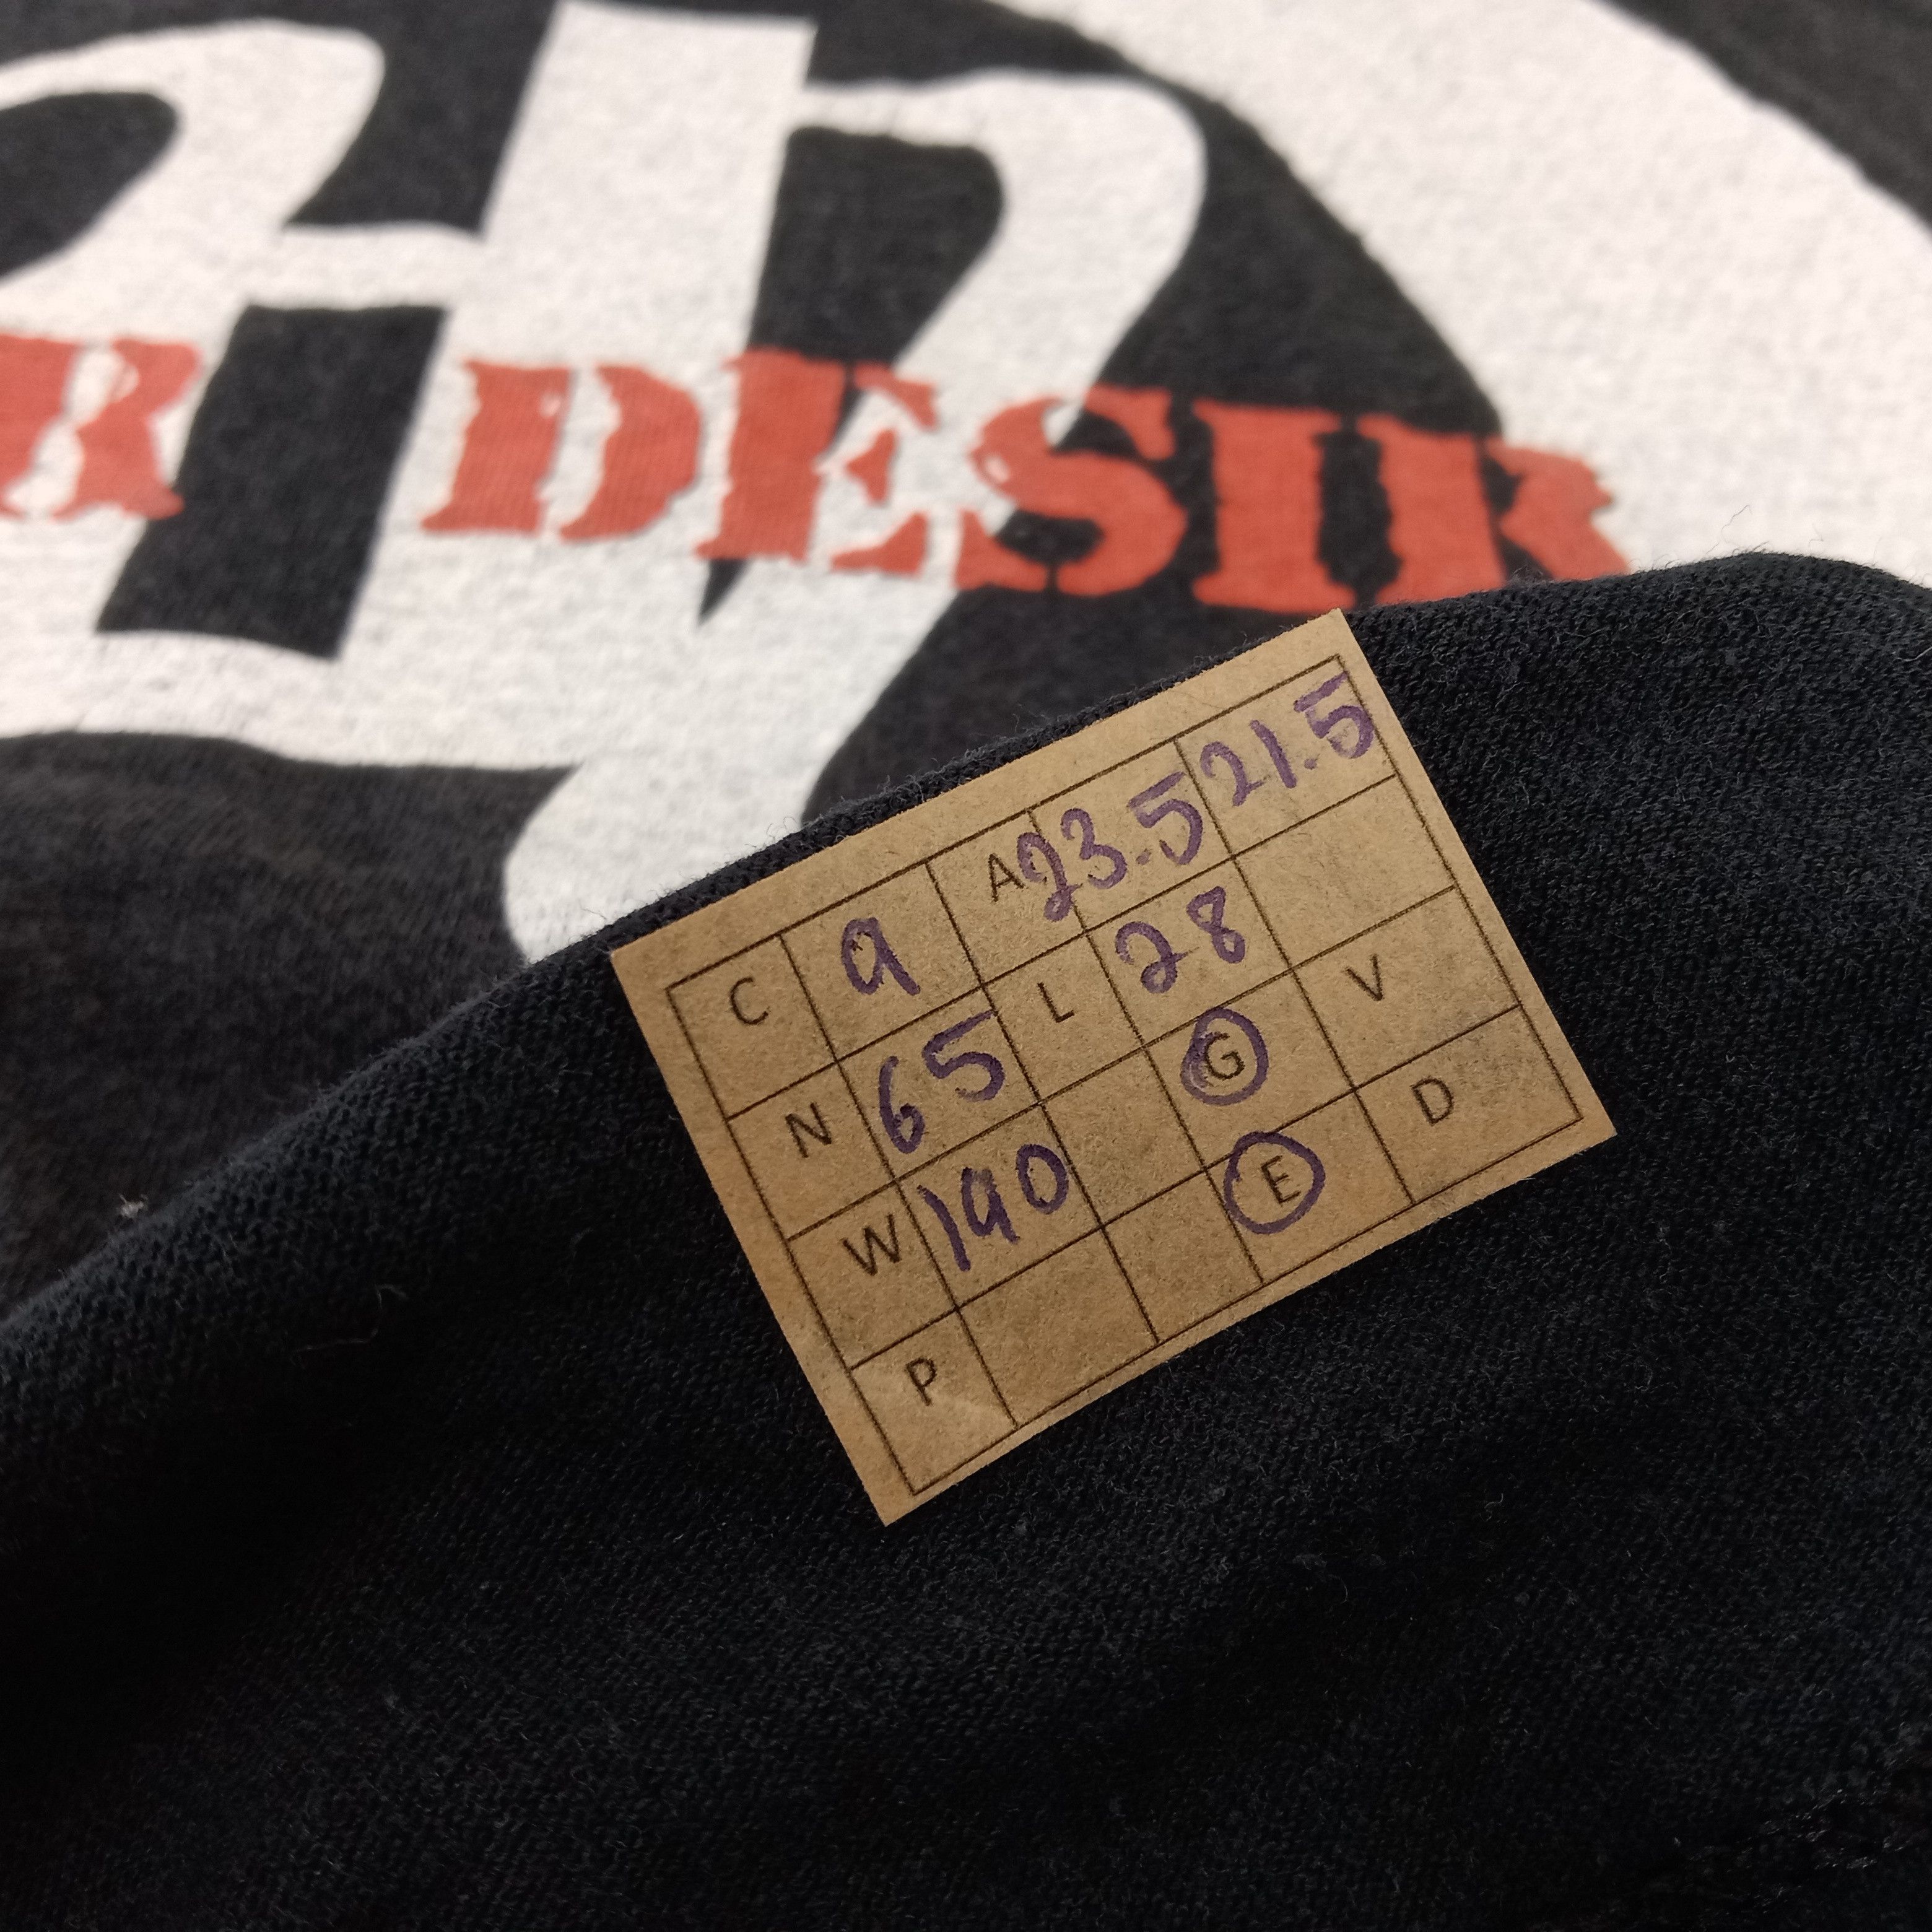 R DESIR
C 9 A 23.5 21.5
N 65 L 28
W 190 G V
P E D